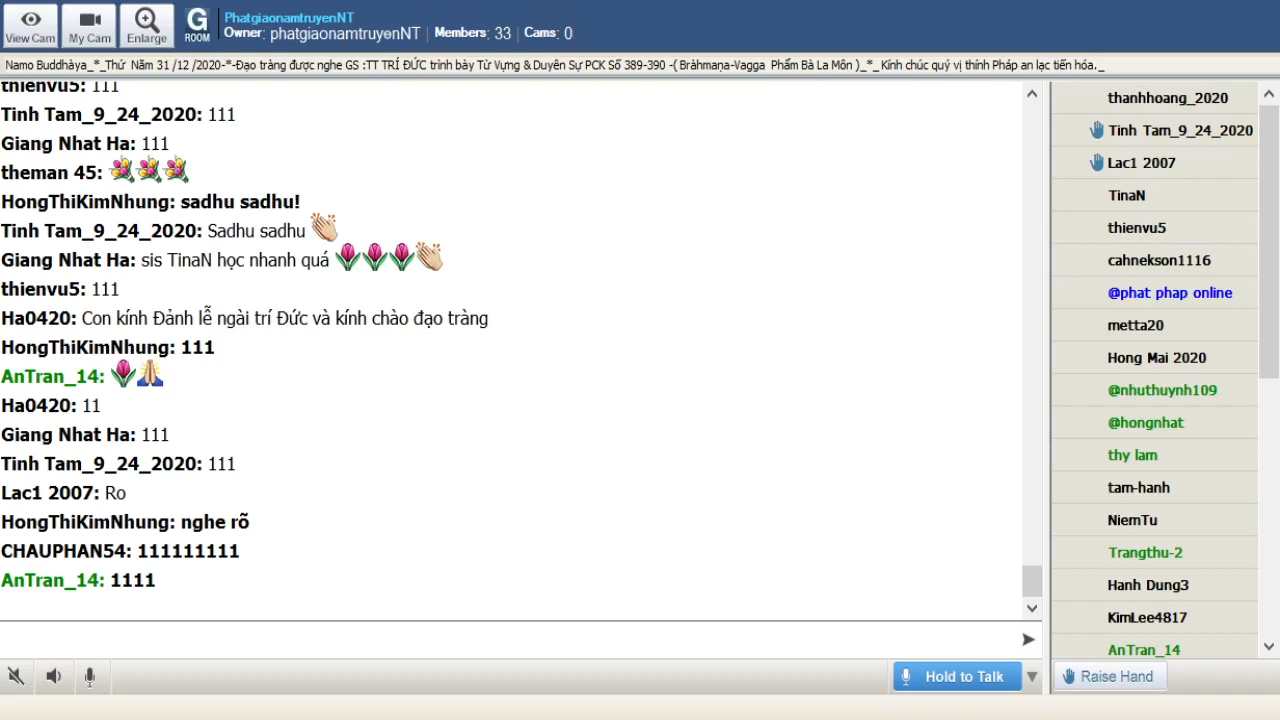 View Cam
My Cam
Enlarge
G
ROOM
PhatgiaonamtruyenNT
Owner: phatgiaonamtruyenNT | Members: 33 | Cams: 0
Namo Buddhàya_*_Thứ Năm 31 /12 /2020-*-Đạo tràng được nghe GS :TT TRÍ ĐỨC trình bày Từ Vựng & Duyên Sự PCK Số 389-390 -( Bràhmaṇa-Vagga Phẩm Bà La Môn )_*_ Kính chúc quý vị thính Pháp an lạc tiến hóa._
thienvu5: 111
Tinh Tam_9_24_2020: 111
Giang Nhat Ha: 111
theman 45:
HongThiKimNhung: sadhu sadhu!
Tinh Tam_9_24_2020: Sadhu sadhu
Giang Nhat Ha: sis TinaN học nhanh quá
thienvu5: 111
Ha0420: Con kính Đảnh lễ ngài trí Đức và kính chào đạo tràng
HongThiKimNhung: 111
AnTran_14:
Ha0420: 11
Giang Nhat Ha: 111
Tinh Tam_9_24_2020: 111
Lac1 2007: Ro
HongThiKimNhung: nghe rõ
CHAUPHAN54: 111111111
AnTran_14: 1111
thanhhoang_2020
Tinh Tam_9_24_2020
Lac1 2007
TinaN
thienvu5
cahnekson1116
@phat phap online
metta20
Hong Mai 2020
@nhuthuynh109
@hongnhat
thy lam
tam-hanh
NiemTu
Trangthu-2
Hanh Dung3
KimLee4817
AnTran_14
Hold to Talk
Raise Hand